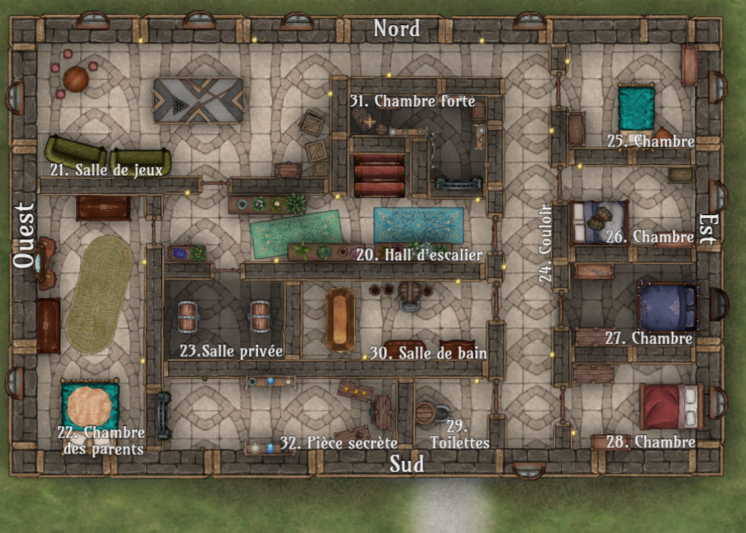 Nord
31. Chambre forte
25. Chambre
21. Salle de jeux
Ouest
Est
24. Couloir
26. Chambre
20. Hall d'escalier
27. Chambre
23.Salle privée
30. Salle de bain
22. Chambre
des parents
32. Pièce secrète
29.
Toilettes
28. Chambre
Sud